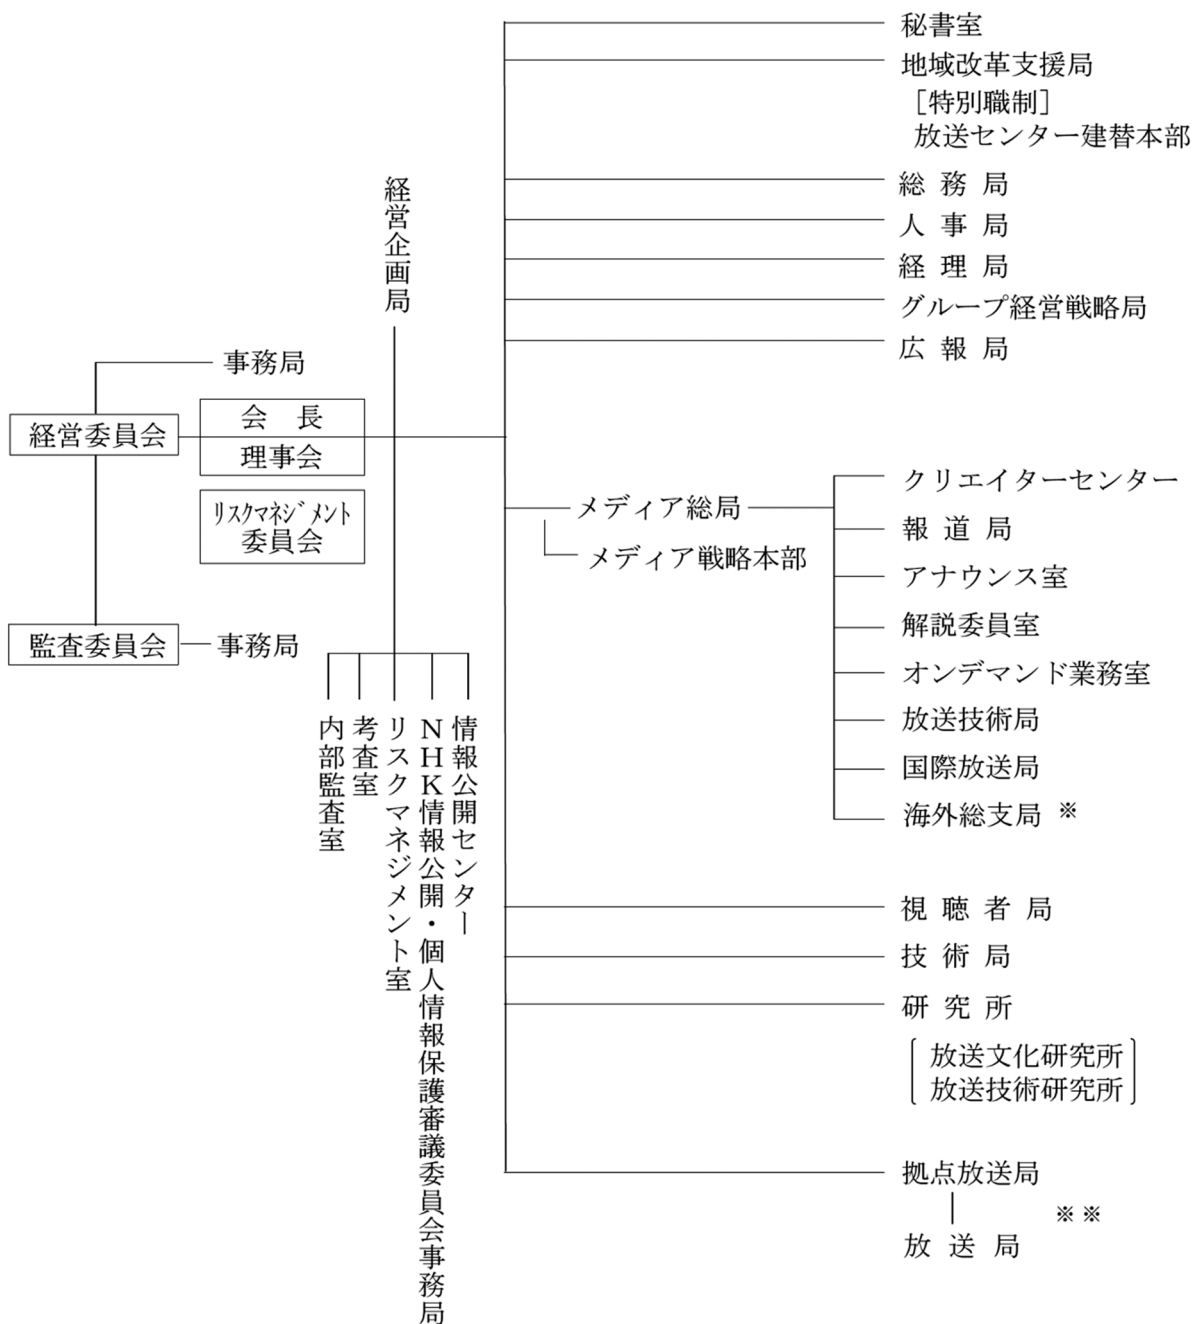 秘書室
地域改革支援局
［特別職制］
放送センター建替本部
総務局
人事局
経理局
グループ経営戦略局
広報局
経営企画局
事務局
経営委員会
会長
理事会
リスクマネジメント
委員会
監査委員会
事務局
メディア総局
メディア戦略本部
クリエイターセンター
報道局
アナウンス室
解説委員室
オンデマンド業務室
放送技術局
国際放送局
海外総支局 ※
情報公開センター
NHK情報公開・個人情報保護審議委員会事務局
リスクマネジメント室
考査室
内部監査室
視聴者局
技術局
研究所
放送文化研究所
放送技術研究所
拠点放送局
※※
放送局